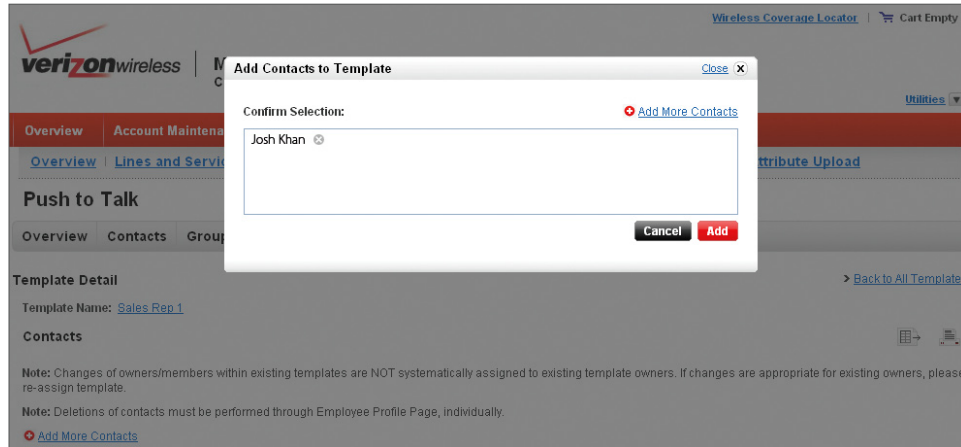 Wireless Coverage Locator | Cart Empty
verizonwireless
Utilities
Overview Account Maintena
Overview | Lines and Servic ttribute Upload
Push to Talk
Overview Contacts Group
Add Contacts to Template Close X
Confirm Selection: Add More Contacts
Josh Khan
Cancel Add
Template Detail > Back to All Template
Template Name: Sales Rep 1
Contacts
Note: Changes of owners/members within existing templates are NOT systematically assigned to existing template owners. If changes are appropriate for existing owners, please
re-assign template.
Note: Deletions of contacts must be performed through Employee Profile Page, individually.
Add More Contacts